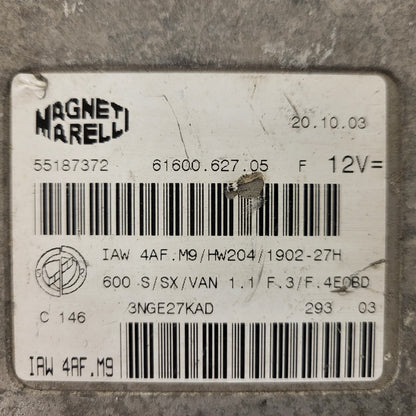 MAGNETI
MARELLI
20.10.03
55187372 61600.627.05 F 12V=
IAW 4AF.M9/HW204/1902-27H
600 S/SX/VAN 1.1 F.3/F.4EOBD
3NGE27KAD 293 03
C 146
IAW 4AF.M9